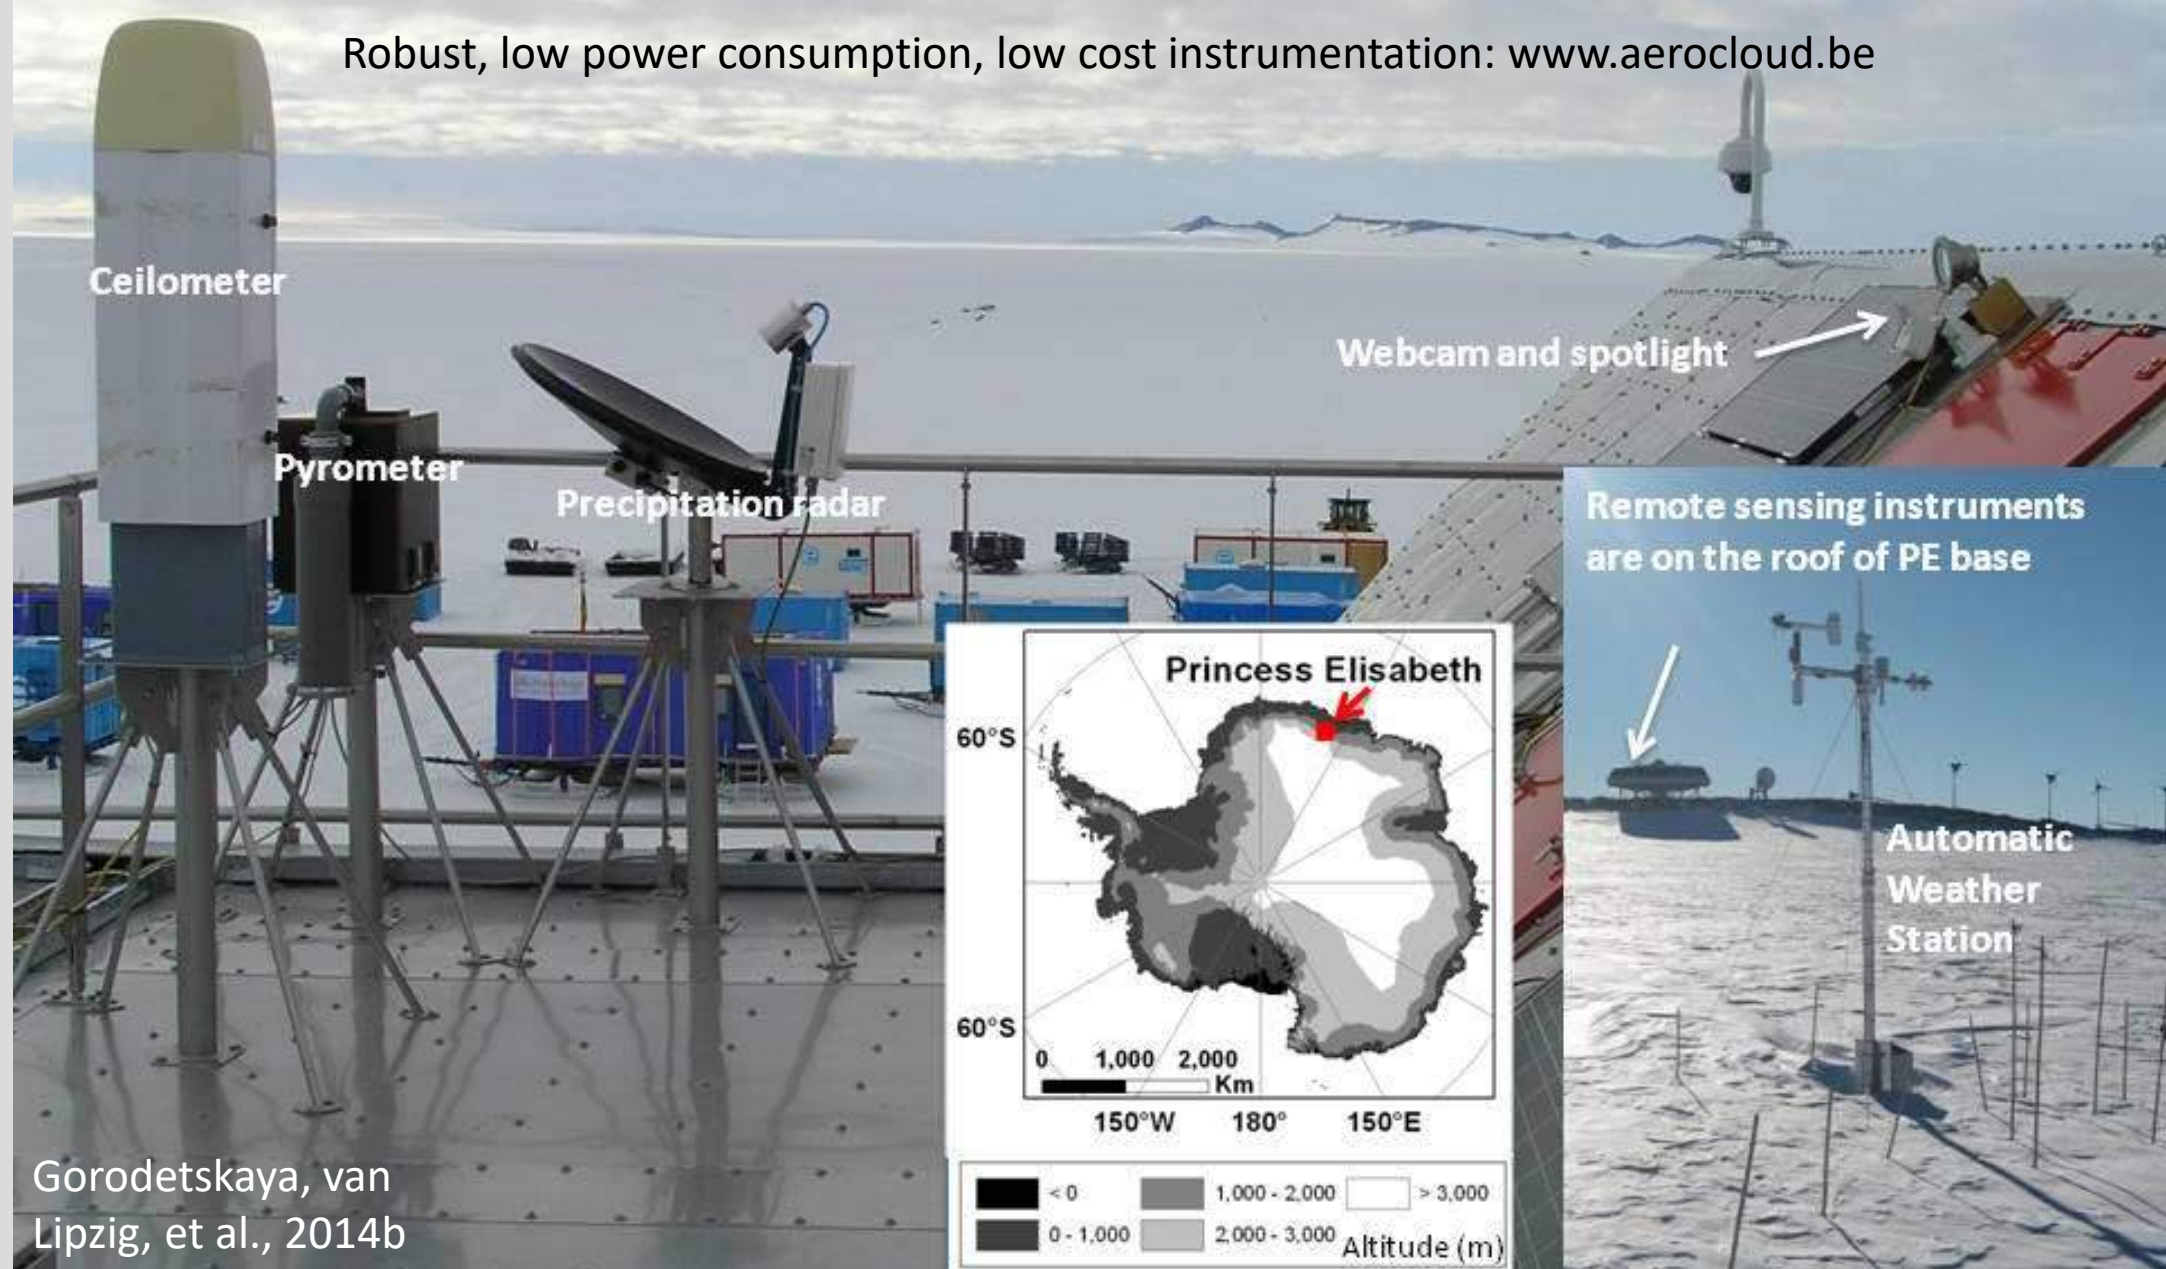 Robust, low power consumption, low cost instrumentation: www.aerocloud.be
Ceilometer
Pyrometer
Precipitation radar
Webcam and spotlight
Remote sensing instruments
are on the roof of PE base
Automatic
Weather
Station
Princess Elisabeth
60°S
60°S
0 1,000 2,000
Km
150°W 180° 150°E
< 0 1,000 - 2,000 > 3,000
0 - 1,000 2,000 - 3,000 Altitude (m)
Gorodetskaya, van
Lipzig, et al., 2014b